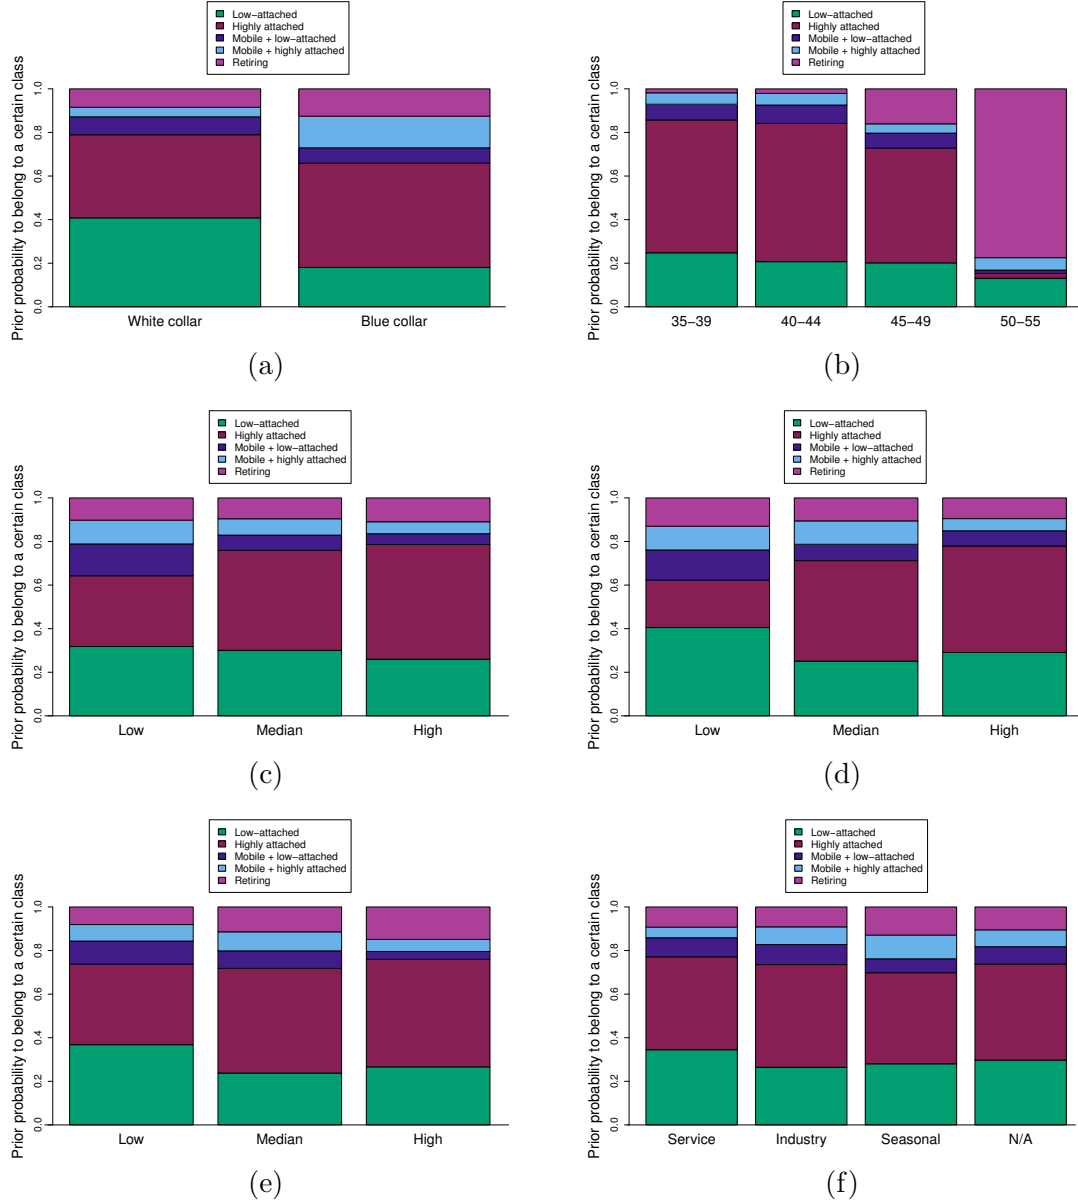 Low−attached
Highly attached
Mobile + low−attached
Mobile + highly attached
Retiring
Prior probability to belong to a certain class
0.0 0.2 0.4 0.6 0.8 1.0
White collar Blue collar
(a)
Low−attached
Highly attached
Mobile + low−attached
Mobile + highly attached
Retiring
Prior probability to belong to a certain class
0.0 0.2 0.4 0.6 0.8 1.0
35−39 40−44 45−49 50−55
(b)
Low−attached
Highly attached
Mobile + low−attached
Mobile + highly attached
Retiring
Prior probability to belong to a certain class
0.0 0.2 0.4 0.6 0.8 1.0
Low Median High
(c)
Low−attached
Highly attached
Mobile + low−attached
Mobile + highly attached
Retiring
Prior probability to belong to a certain class
0.0 0.2 0.4 0.6 0.8 1.0
Low Median High
(d)
Low−attached
Highly attached
Mobile + low−attached
Mobile + highly attached
Retiring
Prior probability to belong to a certain class
0.0 0.2 0.4 0.6 0.8 1.0
Low Median High
(e)
Low−attached
Highly attached
Mobile + low−attached
Mobile + highly attached
Retiring
Prior probability to belong to a certain class
0.0 0.2 0.4 0.6 0.8 1.0
Service Industry Seasonal N/A
(f)